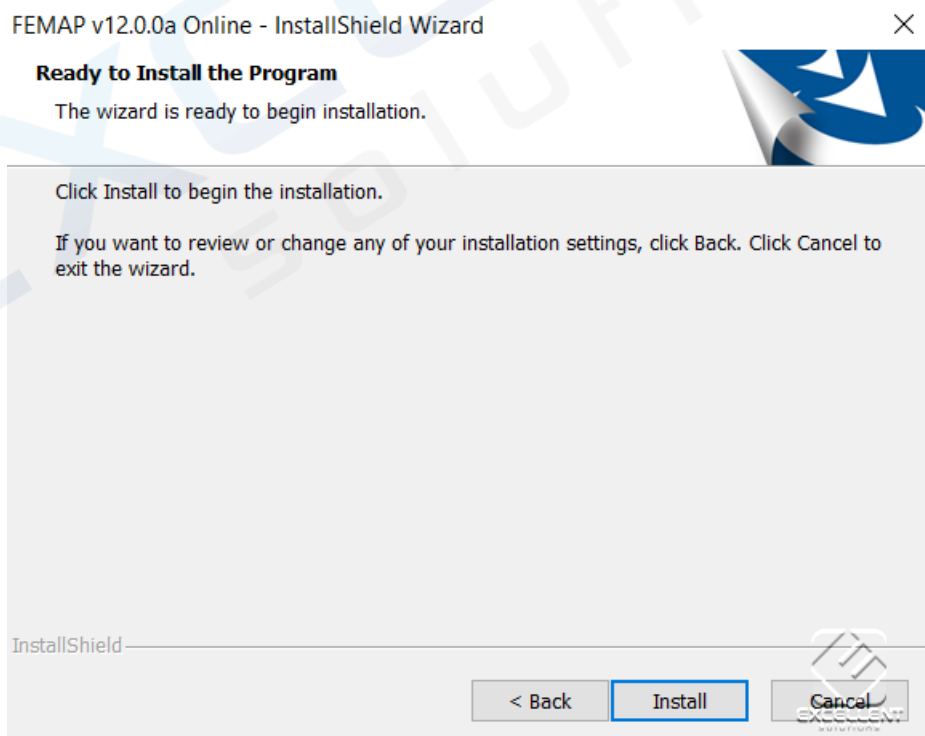 FEMAP v12.0.0a Online - InstallShield Wizard
Ready to Install the Program
The wizard is ready to begin installation.
Click Install to begin the installation.
If you want to review or change any of your installation settings, click Back. Click Cancel to
exit the wizard.
InstallShield
< Back
Install
Cancel
EXCELLENT
SOLUTIONS